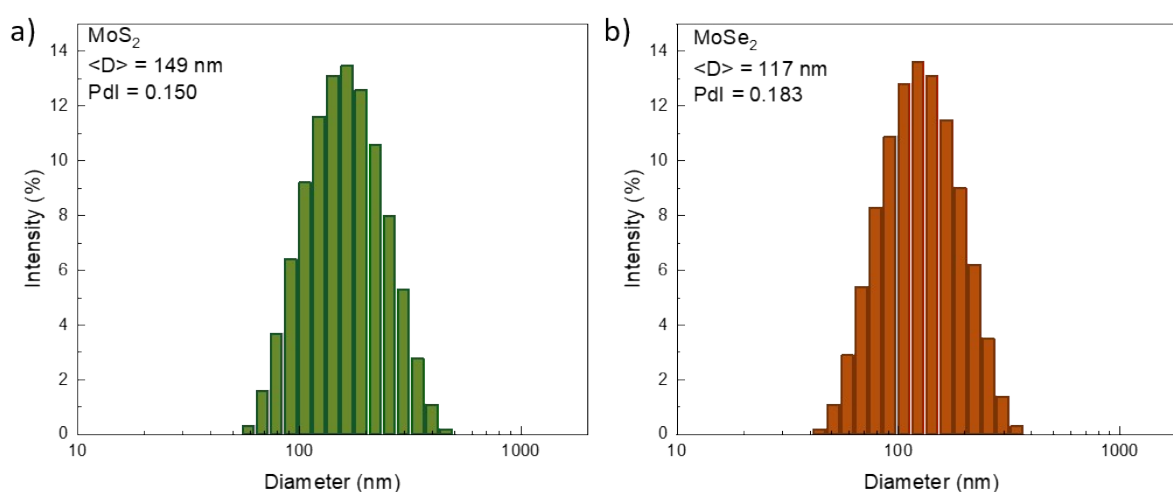 a)
MoS₂
<D> = 149 nm
PdI = 0.150
Intensity (%)
14
12
10
8
6
4
2
0
10
100
1000
Diameter (nm)
b)
MoSe₂
<D> = 117 nm
PdI = 0.183
Intensity (%)
14
12
10
8
6
4
2
0
10
100
1000
Diameter (nm)